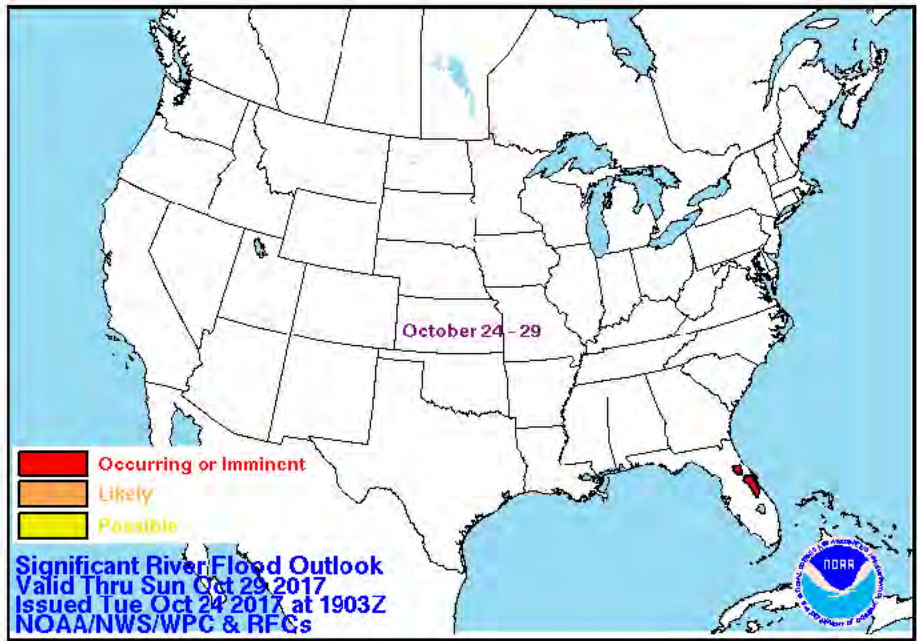 October 24 - 29
Occurring or Imminent
Likely
Possible
Significant River Flood Outlook
Valid Thru Sun Oct 29 2017
Issued Tue Oct 24 2017 at 1903Z
NOAA/NWS/WPC & RFCs
NOAA